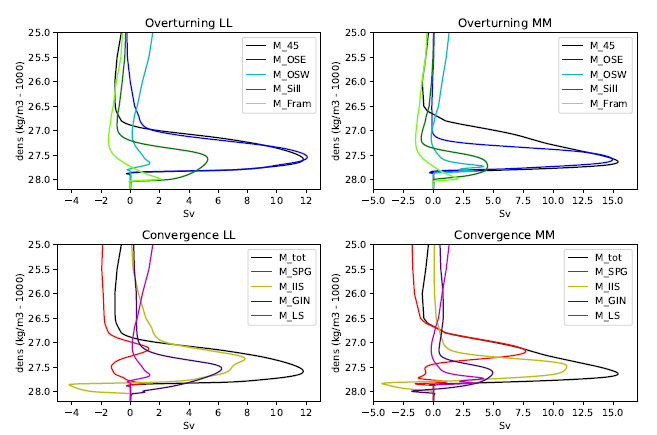 Overturning LL
25.0
25.5
26.0
26.5
27.0
27.5
28.0
dens (kg/m3 - 1000)
M_45
M_OSE
M_OSW
M_Sill
M_Fram
−4 −2 0 2 4 6 8 10 12
Sv
Overturning MM
25.0
25.5
26.0
26.5
27.0
27.5
28.0
dens (kg/m3 - 1000)
M_45
M_OSE
M_OSW
M_Sill
M_Fram
−5.0 −2.5 0.0 2.5 5.0 7.5 10.0 12.5 15.0
Sv
Convergence LL
25.0
25.5
26.0
26.5
27.0
27.5
28.0
dens (kg/m3 - 1000)
M_tot
M_SPG
M_IIS
M_GIN
M_LS
−4 −2 0 2 4 6 8 10 12
Sv
Convergence MM
25.0
25.5
26.0
26.5
27.0
27.5
28.0
dens (kg/m3 - 1000)
M_tot
M_SPG
M_IIS
M_GIN
M_LS
−5.0 −2.5 0.0 2.5 5.0 7.5 10.0 12.5 15.0
Sv